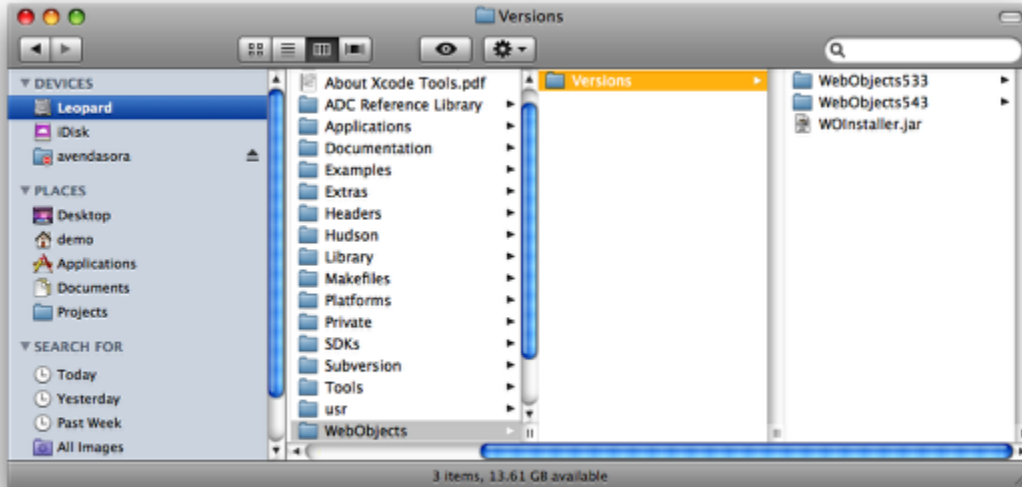 Versions
DEVICES
Leopard
iDisk
avendasora
PLACES
Desktop
demo
Applications
Documents
Projects
SEARCH FOR
Today
Yesterday
Past Week
All Images
About Xcode Tools.pdf
ADC Reference Library
Applications
Documentation
Examples
Extras
Headers
Hudson
Library
Makefiles
Platforms
Private
SDKs
Subversion
Tools
usr
WebObjects
Versions
WebObjects533
WebObjects543
WOInstaller.jar
3 items, 13.61 GB available